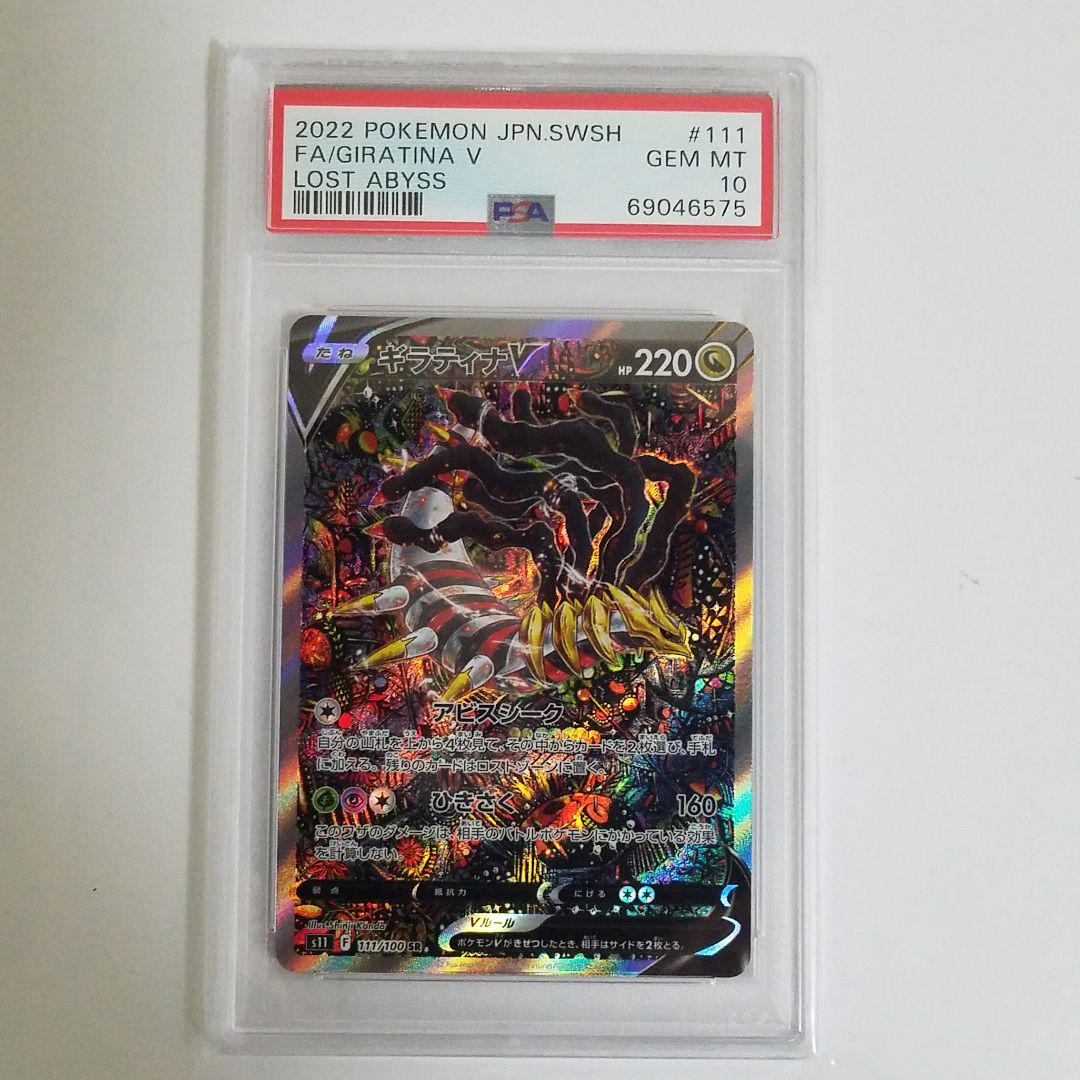 2022 POKEMON JPN.SWSH #111
FA/GIRATINA V GEM MT
LOST ABYSS 10
PSA 69046575
たね ギラティナV HP 220
アビスシーク
自分の山札を上から4枚見て、その中からカードを2枚選び、手札
に加える。残りのカードはロストゾーンに置く。
ひきさく 160
このワザのダメージは、相手のバトルポケモンにかかっている効果
を計算しない。
弱点 抵抗力 にげる
Vルール
ポケモンVがきぜつしたとき、相手はサイドを2枚とる。
Illus. Shinji Kanda
s11 F 111/100 SR